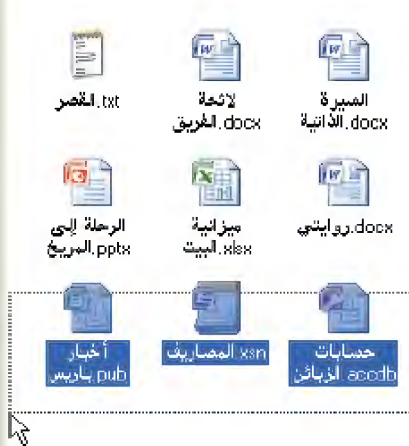 السيرة
الذاتية.docx
لائحة
الفريق.docx
القصر.txt
روايتي.docx
ميزانية
البيت.xlsx
الرحلة إلى
المريخ.pptx
حسابات
الزبائن.accdb
المصاريف.xsn
أخبار
باريس.pub